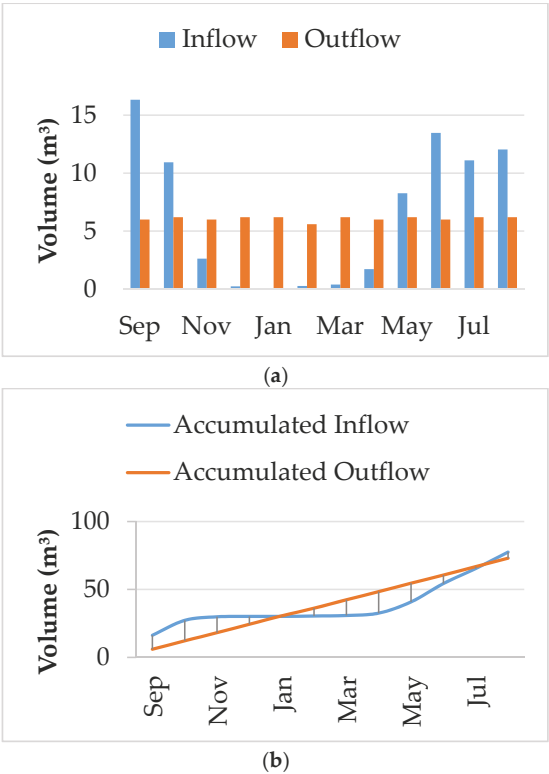 Inflow Outflow
Volume (m³)
15
10
5
0
Sep Nov Jan Mar May Jul
(a)
Accumulated Inflow
Accumulated Outflow
Volume (m³)
100
50
0
Sep Nov Jan Mar May Jul
(b)